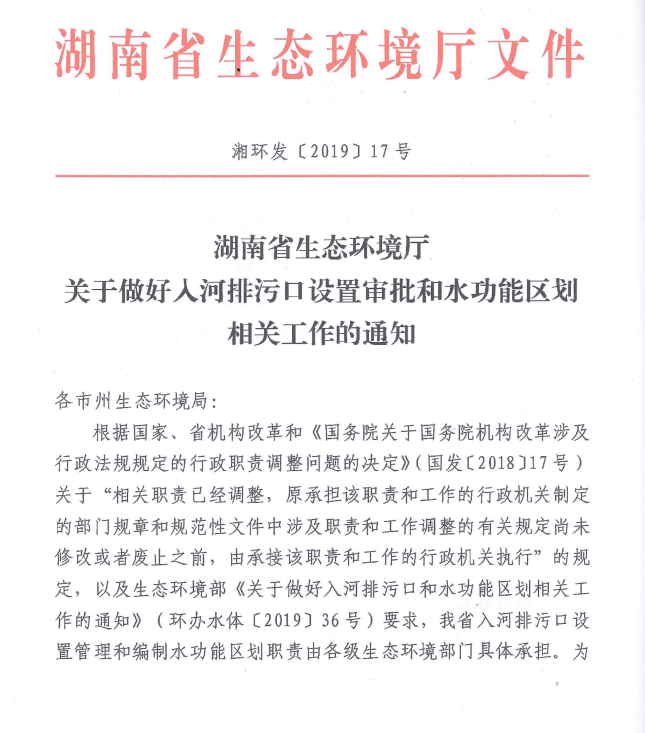 湖南省生态环境厅文件
湘环发〔2019〕17号
湖南省生态环境厅
关于做好入河排污口设置审批和水功能区划
相关工作的通知
各市州生态环境局：
根据国家、省机构改革和《国务院关于国务院机构改革涉及
行政法规规定的行政职责调整问题的决定》（国发〔2018〕17号）
关于“相关职责已经调整，原承担该职责和工作的行政机关制定
的部门规章和规范性文件中涉及职责和工作调整的有关规定尚未
修改或者废止之前，由承接该职责和工作的行政机关执行”的规
定，以及生态环境部《关于做好入河排污口和水功能区划相关工
作的通知》（环办水体〔2019〕36号）要求，我省入河排污口设
置管理和编制水功能区划职责由各级生态环境部门具体承担。为